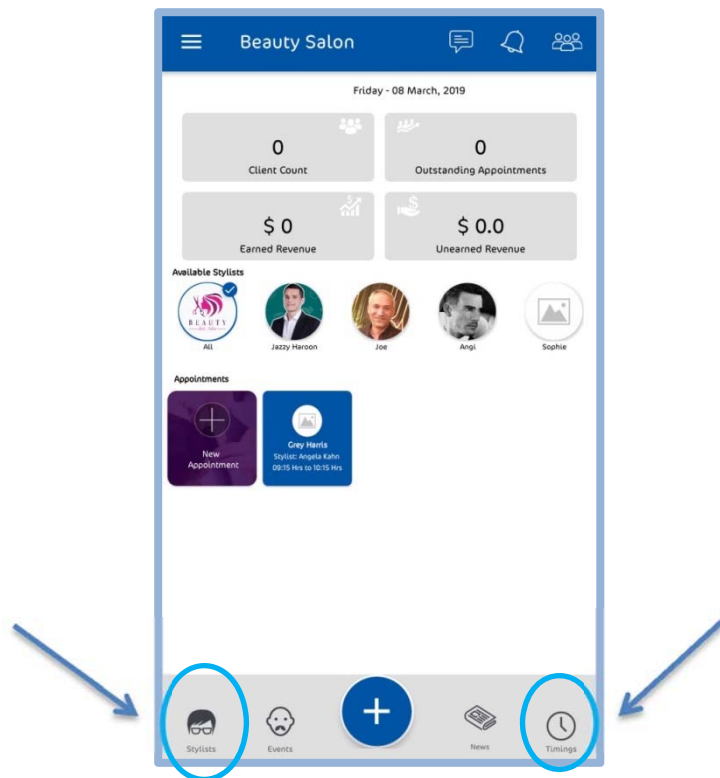 Beauty Salon
Friday - 08 March, 2019
0
Client Count
0
Outstanding Appointments
$ 0
Earned Revenue
$ 0.0
Unearned Revenue
Available Stylists
BEAUTY
All
Jazzy Haroon
Joe
Angi
Sophie
Appointments
New
Appointment
Grey Harris
Stylist: Angela Kahn
09:15 Hrs to 10:15 Hrs
Stylists
Events
News
Timings